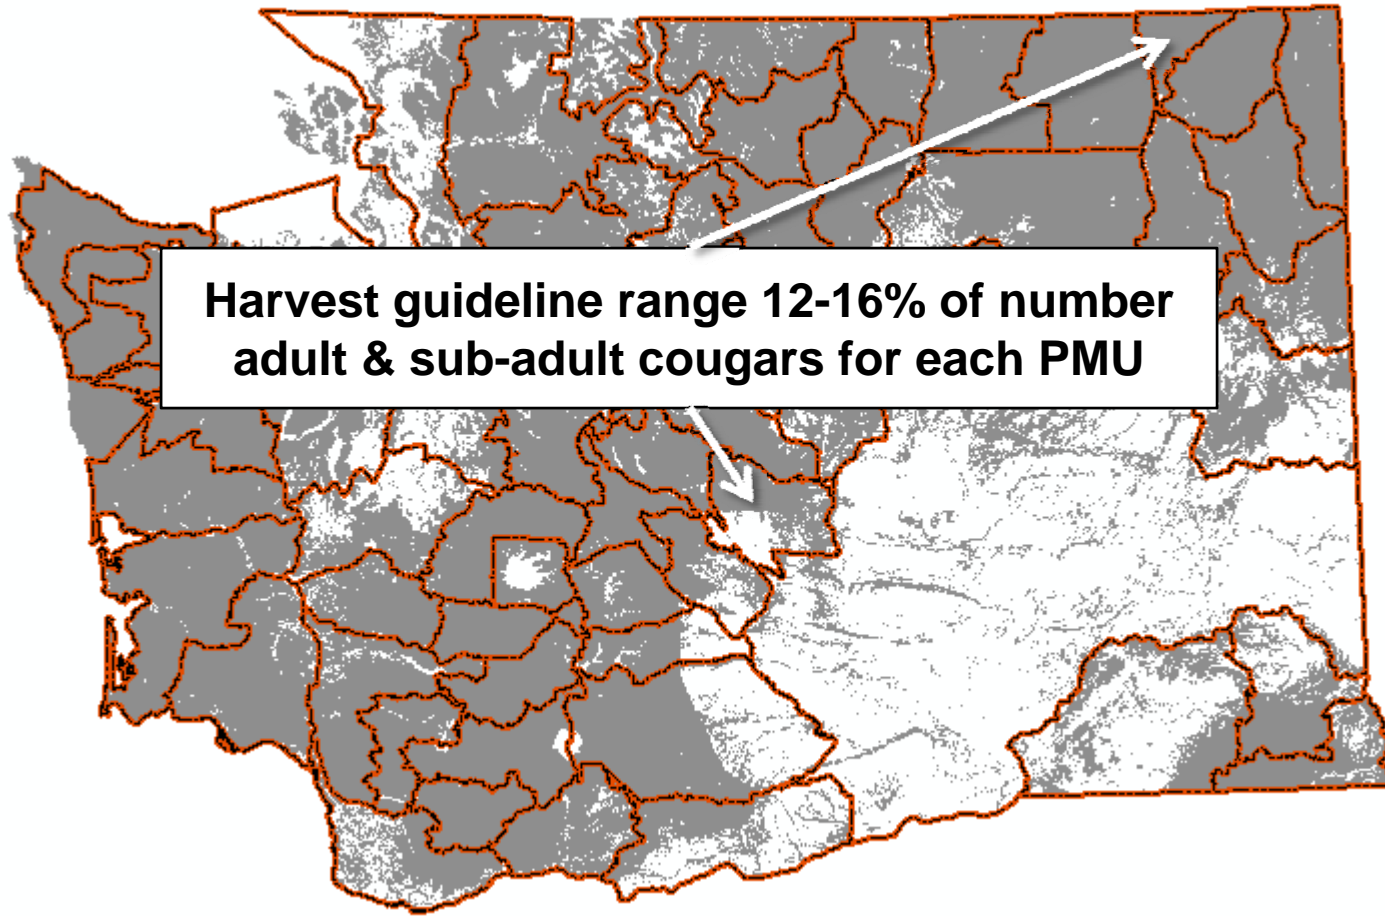 Harvest guideline range 12-16% of number
adult & sub-adult cougars for each PMU